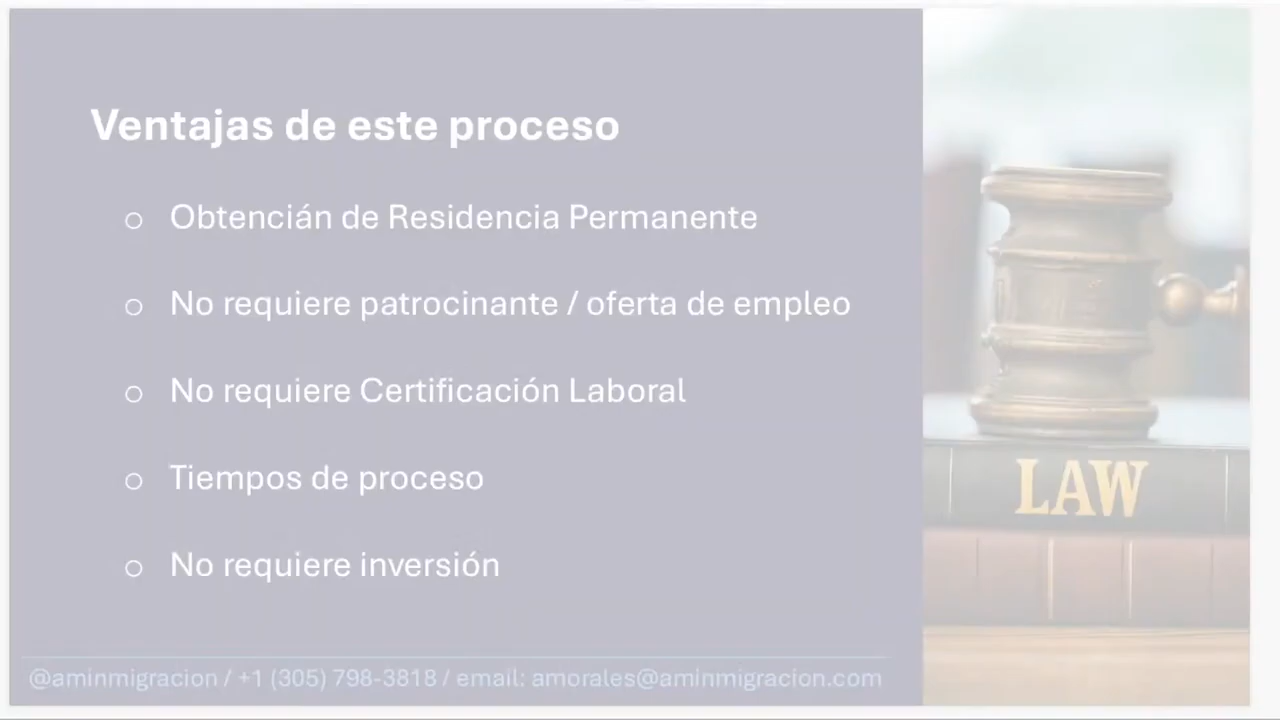 Ventajas de este proceso
o Obtencián de Residencia Permanente
o No requiere patrocinante / oferta de empleo
o No requiere Certificación Laboral
o Tiempos de proceso
o No requiere inversión
@aminmigracion / +1 (305) 798-3818 / email: amorales@aminmigracion.com
LAW